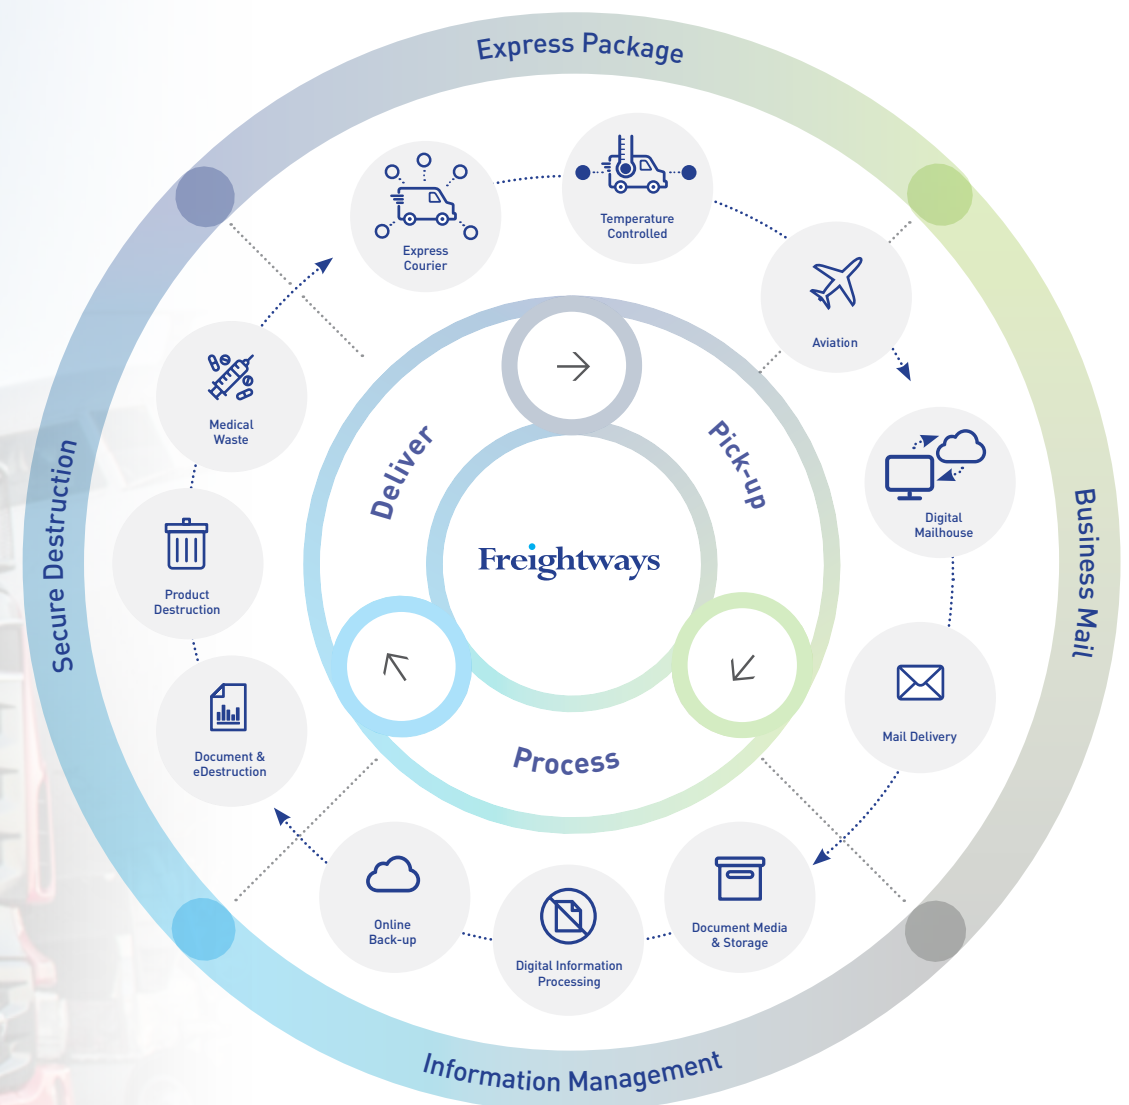 Express Package
Express
Courier
Temperature
Controlled
Aviation
Business Mail
Digital
Mailhouse
Mail Delivery
Information Management
Document Media
& Storage
Digital Information
Processing
Online
Back-up
Secure Destruction
Document &
eDestruction
Product
Destruction
Medical
Waste
Deliver
Pick-up
Process
Freightways